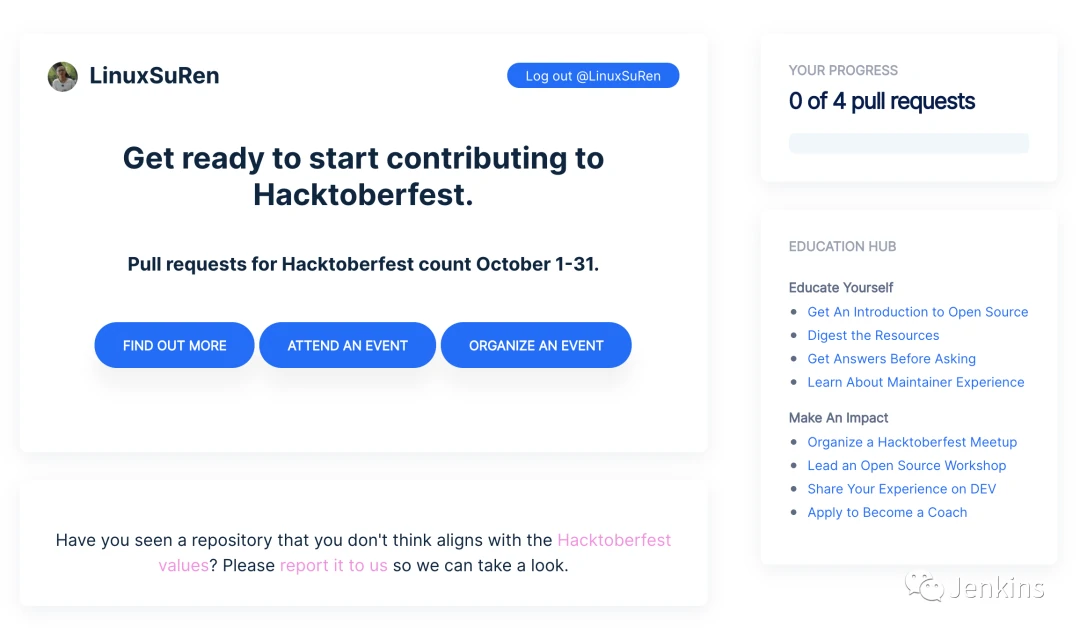 LinuxSuRen
Log out @LinuxSuRen
Get ready to start contributing to
Hacktoberfest.
Pull requests for Hacktoberfest count October 1-31.
FIND OUT MORE
ATTEND AN EVENT
ORGANIZE AN EVENT
Have you seen a repository that you don't think aligns with the Hacktoberfest
values? Please report it to us so we can take a look.
YOUR PROGRESS
0 of 4 pull requests
EDUCATION HUB
Educate Yourself
Get An Introduction to Open Source
Digest the Resources
Get Answers Before Asking
Learn About Maintainer Experience
Make An Impact
Organize a Hacktoberfest Meetup
Lead an Open Source Workshop
Share Your Experience on DEV
Apply to Become a Coach
Jenkins